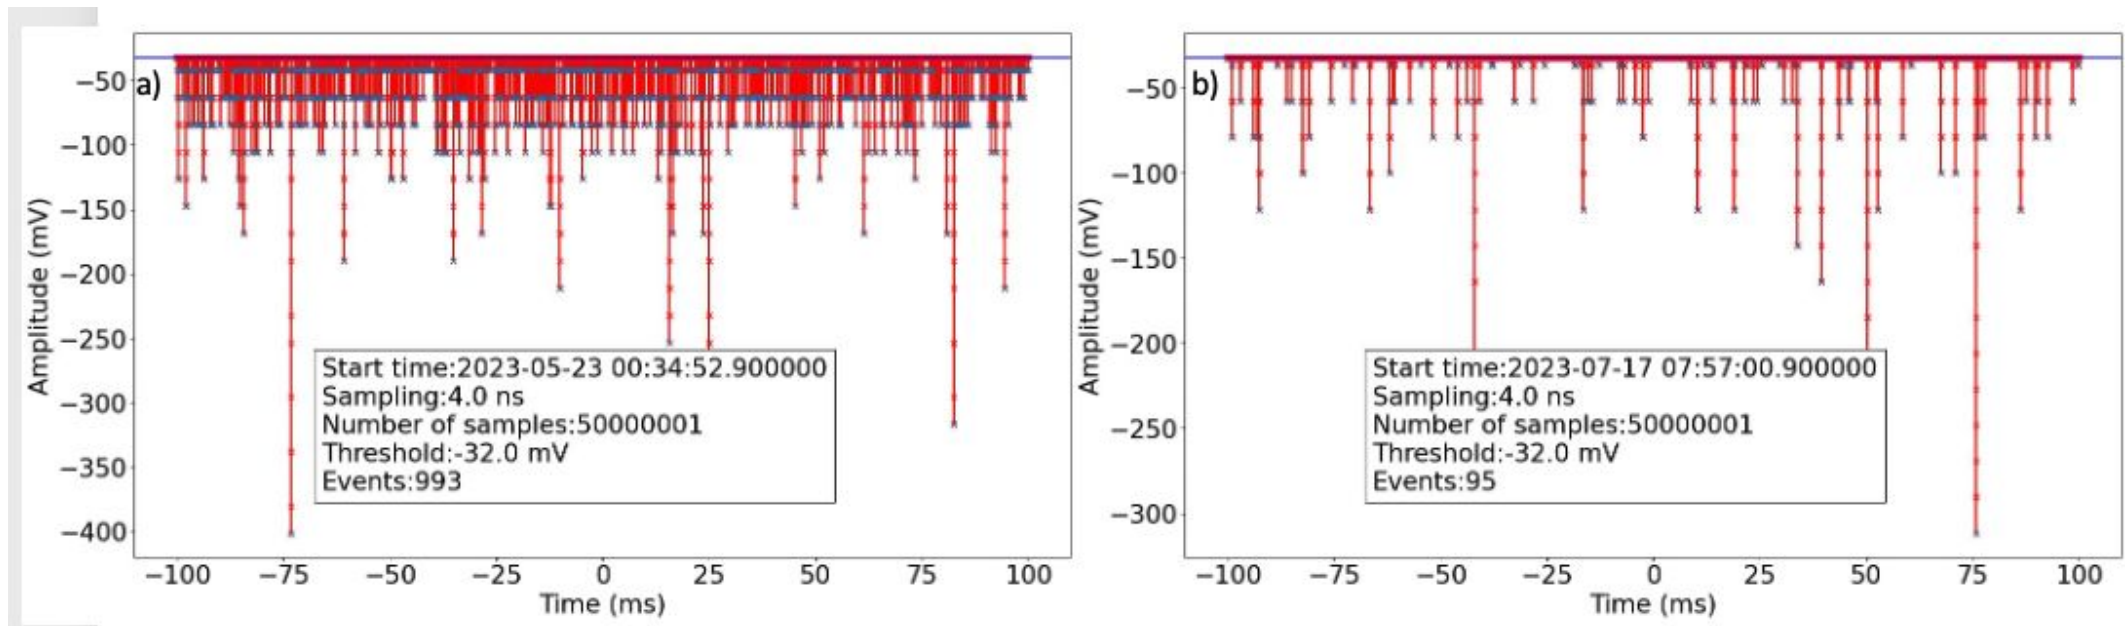 a)
−50
−100
−150
−200
−250
−300
−350
−400
Amplitude (mV)
Start time:2023-05-23 00:34:52.900000
Sampling:4.0 ns
Number of samples:50000001
Threshold:-32.0 mV
Events:993
−100 −75 −50 −25 0 25 50 75 100
Time (ms)
b)
−50
−100
−150
−200
−250
−300
Amplitude (mV)
Start time:2023-07-17 07:57:00.900000
Sampling:4.0 ns
Number of samples:50000001
Threshold:-32.0 mV
Events:95
−100 −75 −50 −25 0 25 50 75 100
Time (ms)